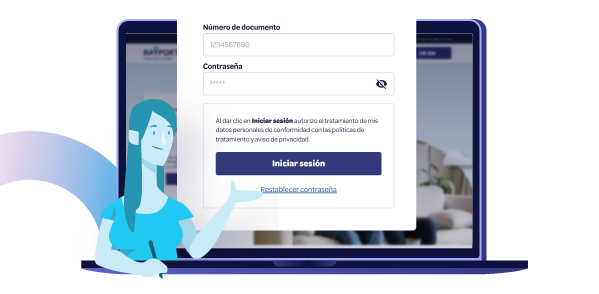 Número de documento
1234567890
Contraseña
*****
Al dar clic en Iniciar sesión autorizo el tratamiento de mis
datos personales de conformidad con las políticas de
tratamiento y aviso de privacidad.
Iniciar sesión
Restablecer contraseña